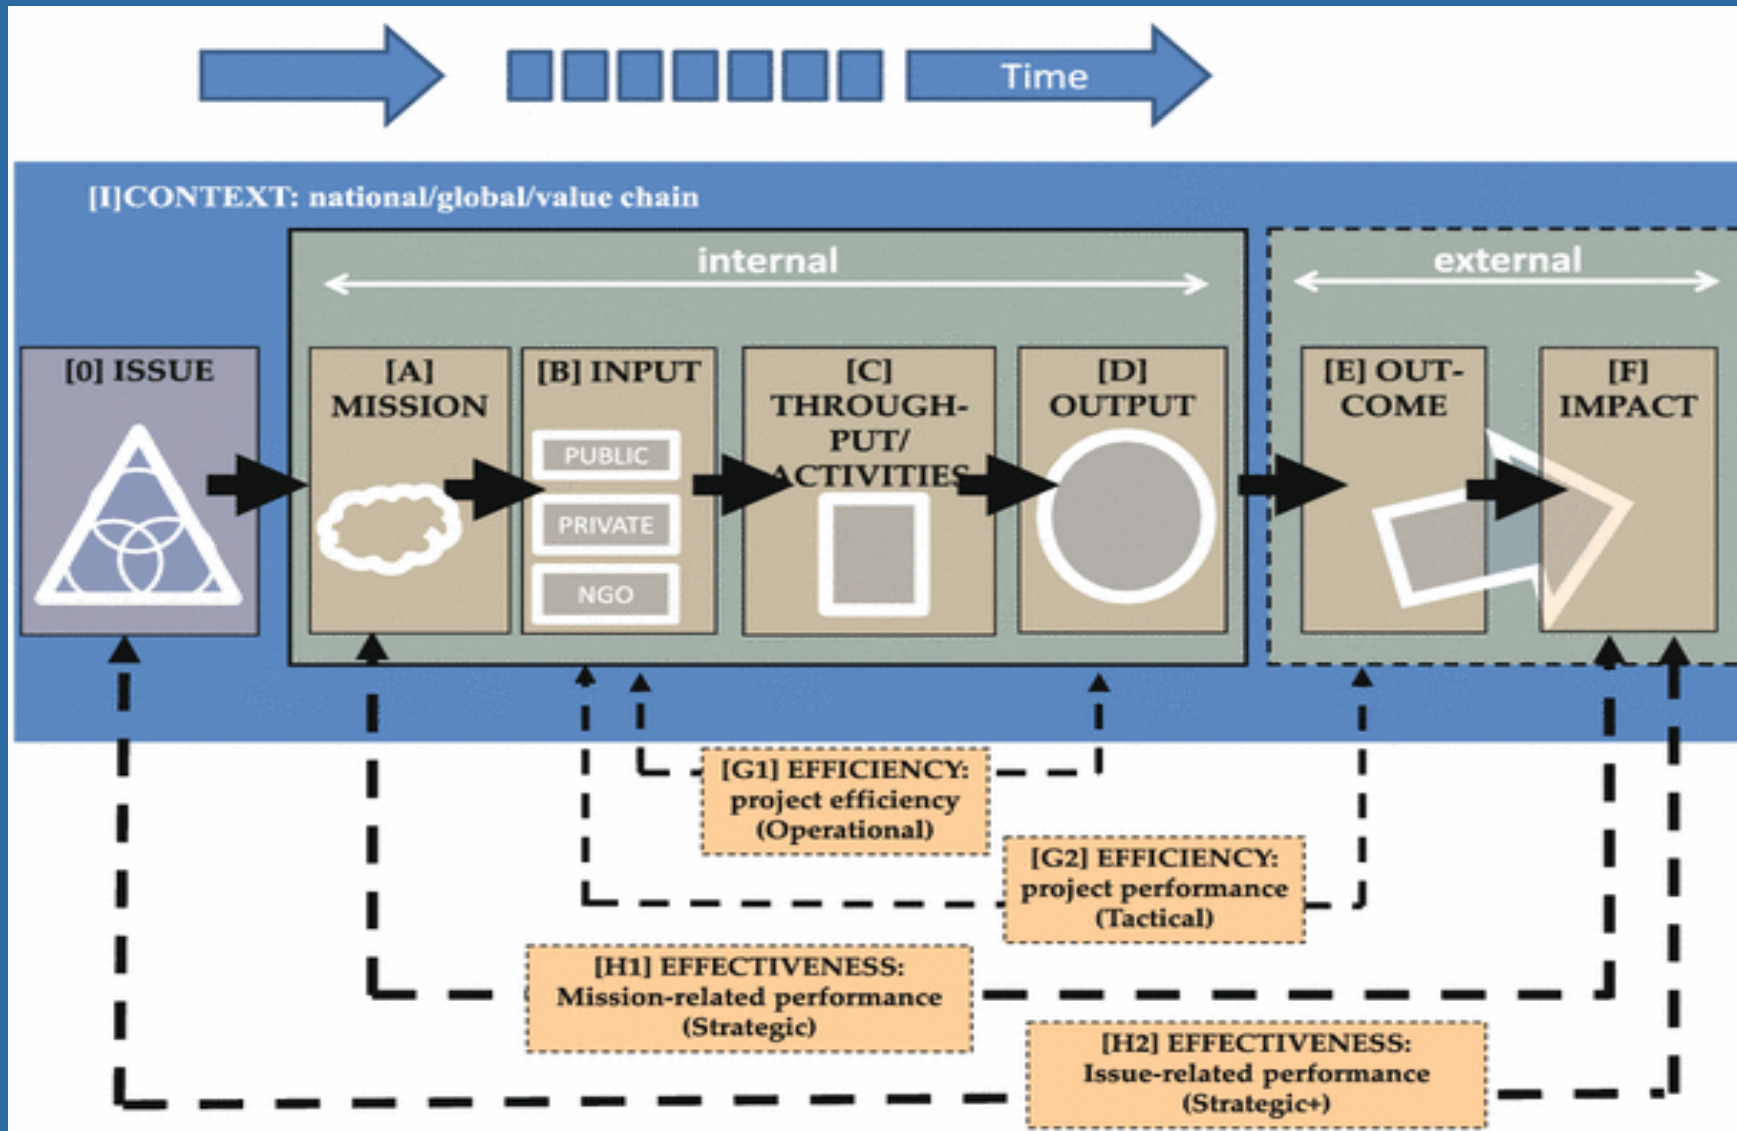 Time
[I]CONTEXT: national/global/value chain
internal
external
[0] ISSUE
[A]
MISSION
[B] INPUT
PUBLIC
PRIVATE
NGO
[C]
THROUGH-
PUT/
ACTIVITIES
[D]
OUTPUT
[E] OUT-
COME
[F]
IMPACT
[G1] EFFICIENCY:
project efficiency
(Operational)
[G2] EFFICIENCY:
project performance
(Tactical)
[H1] EFFECTIVENESS:
Mission-related performance
(Strategic)
[H2] EFFECTIVENESS:
Issue-related performance
(Strategic+)